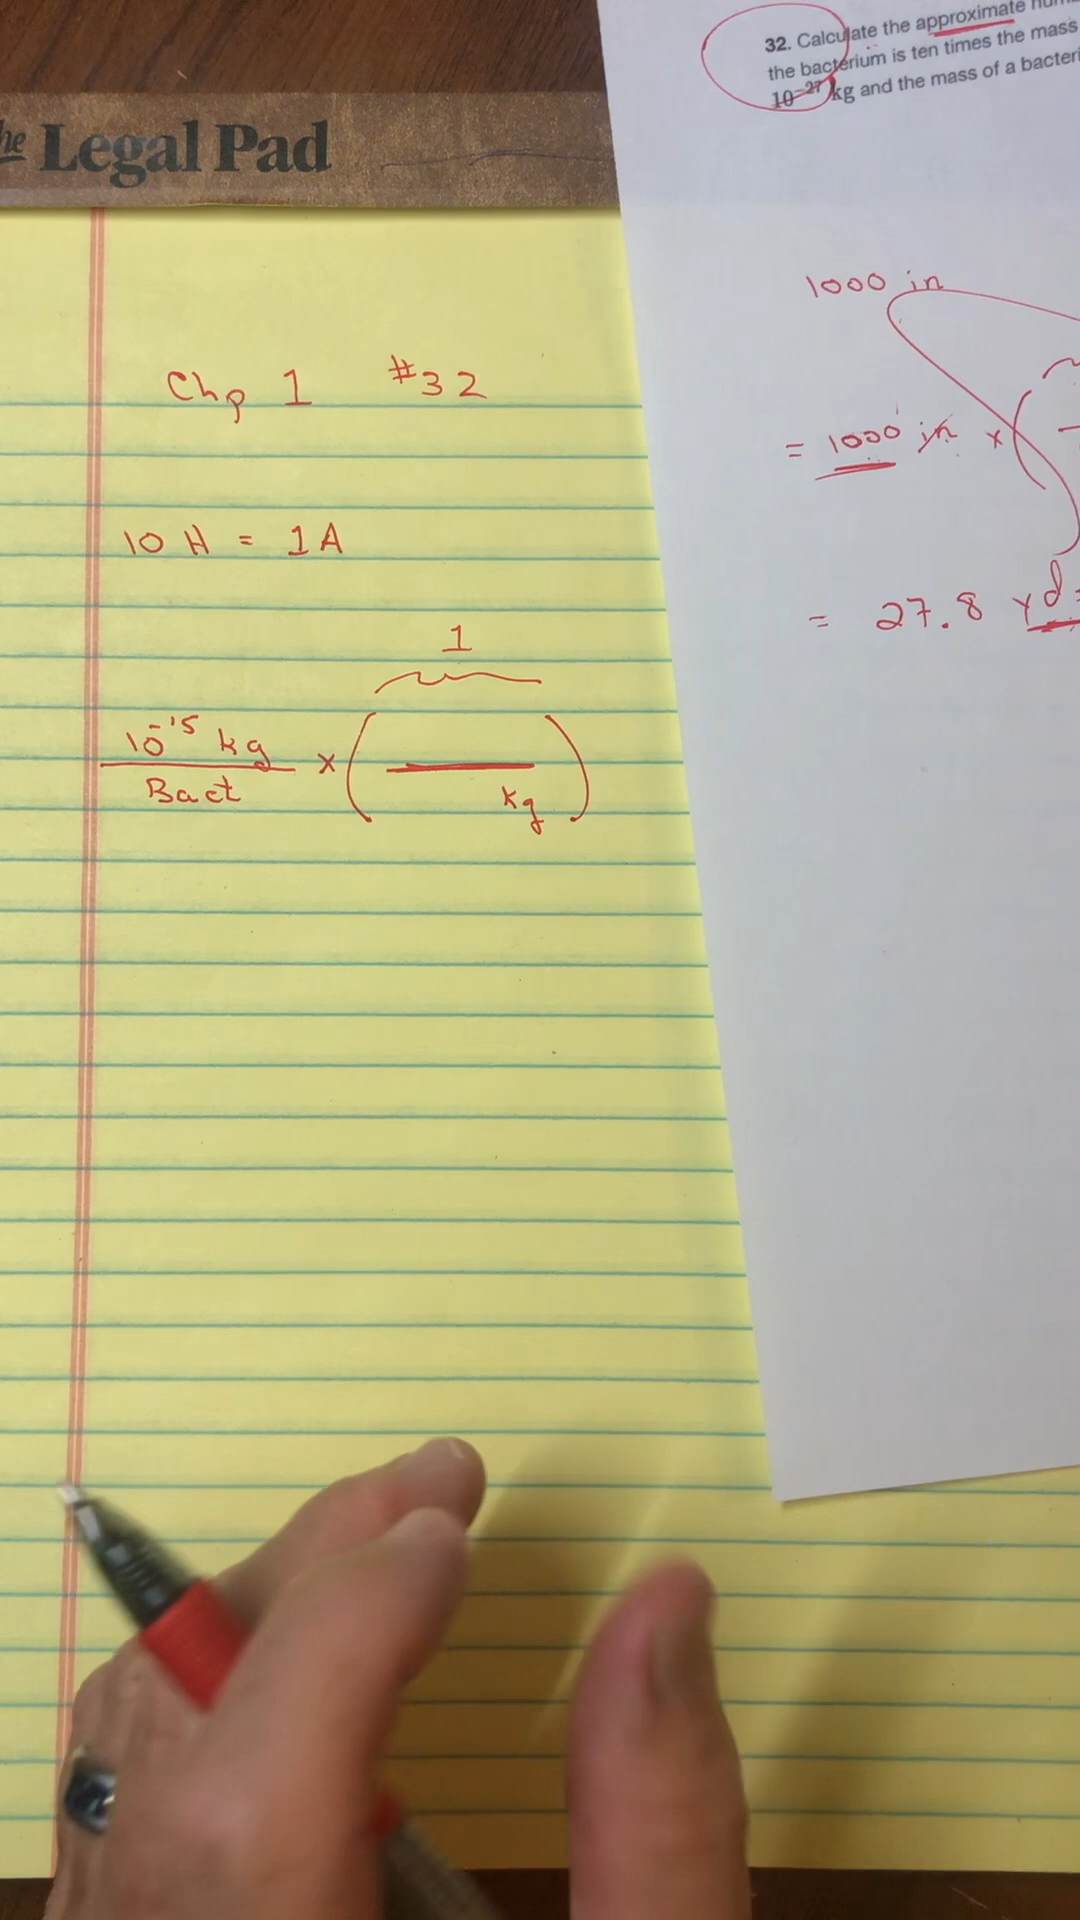 he Legal Pad
32. Calculate the approximate
the bacterium is ten times the mass
10⁻²⁷ kg and the mass of a bacteri
Chp 1 #32
10 H = 1 A
1
10⁻¹⁵ kg
Bact
× (
kg
)
1000 in
= 1000 in × (
= 27.8 yd